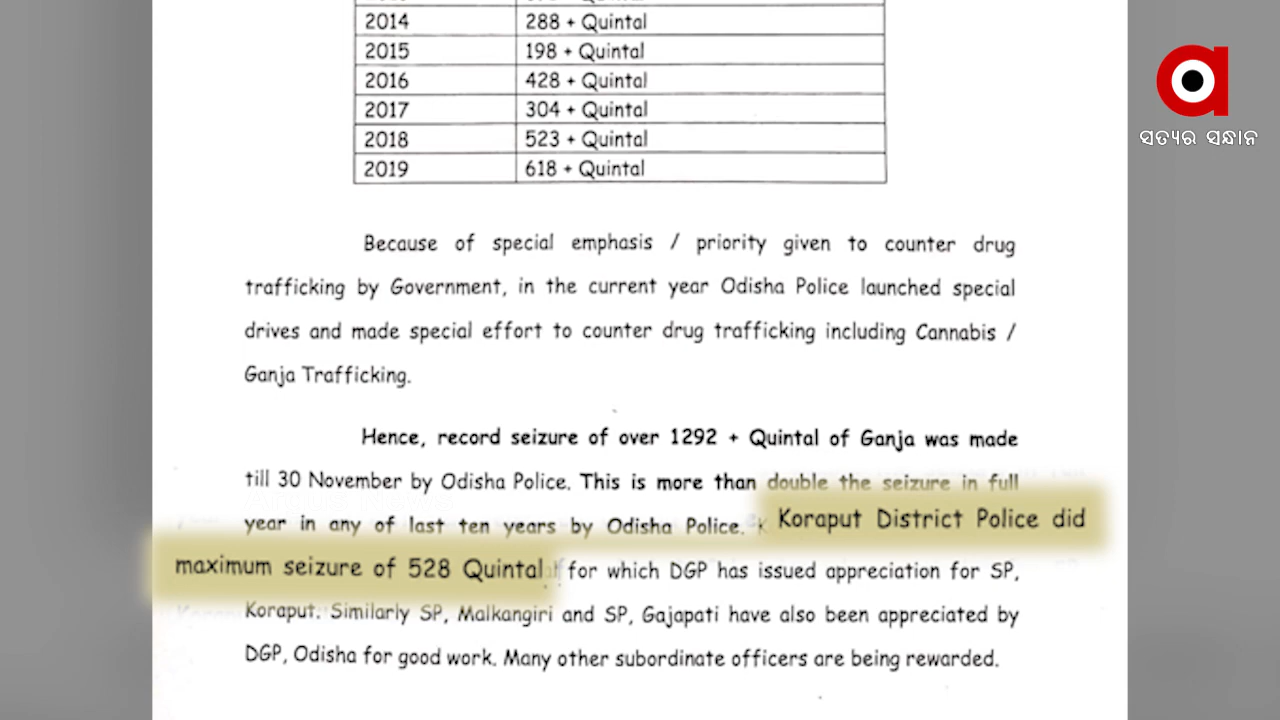 2014 288 + Quintal
2015 198 + Quintal
2016 428 + Quintal
2017 304 + Quintal
2018 523 + Quintal
2019 618 + Quintal
ସତ୍ୟର ସନ୍ଧାନ
Because of special emphasis / priority given to counter drug
trafficking by Government, in the current year Odisha Police launched special
drives and made special effort to counter drug trafficking including Cannabis /
Ganja Trafficking.
Hence, record seizure of over 1292 + Quintal of Ganja was made
till 30 November by Odisha Police. This is more than double the seizure in full
year in any of last ten years by Odisha Police. Koraput District Police did
maximum seizure of 528 Quintal for which DGP has issued appreciation for SP,
Koraput. Similarly SP, Malkangiri and SP, Gajapati have also been appreciated by
DGP, Odisha for good work. Many other subordinate officers are being rewarded.